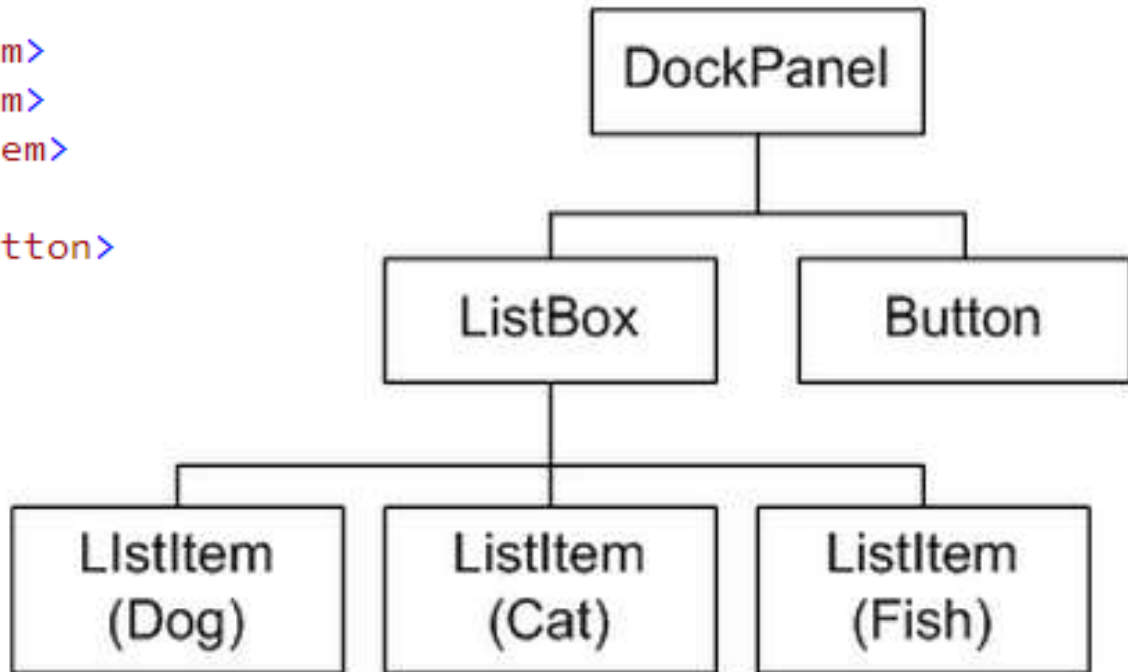 m>
m>
em>
tton>
DockPanel
ListBox
Button
LIstItem
(Dog)
ListItem
(Cat)
ListItem
(Fish)